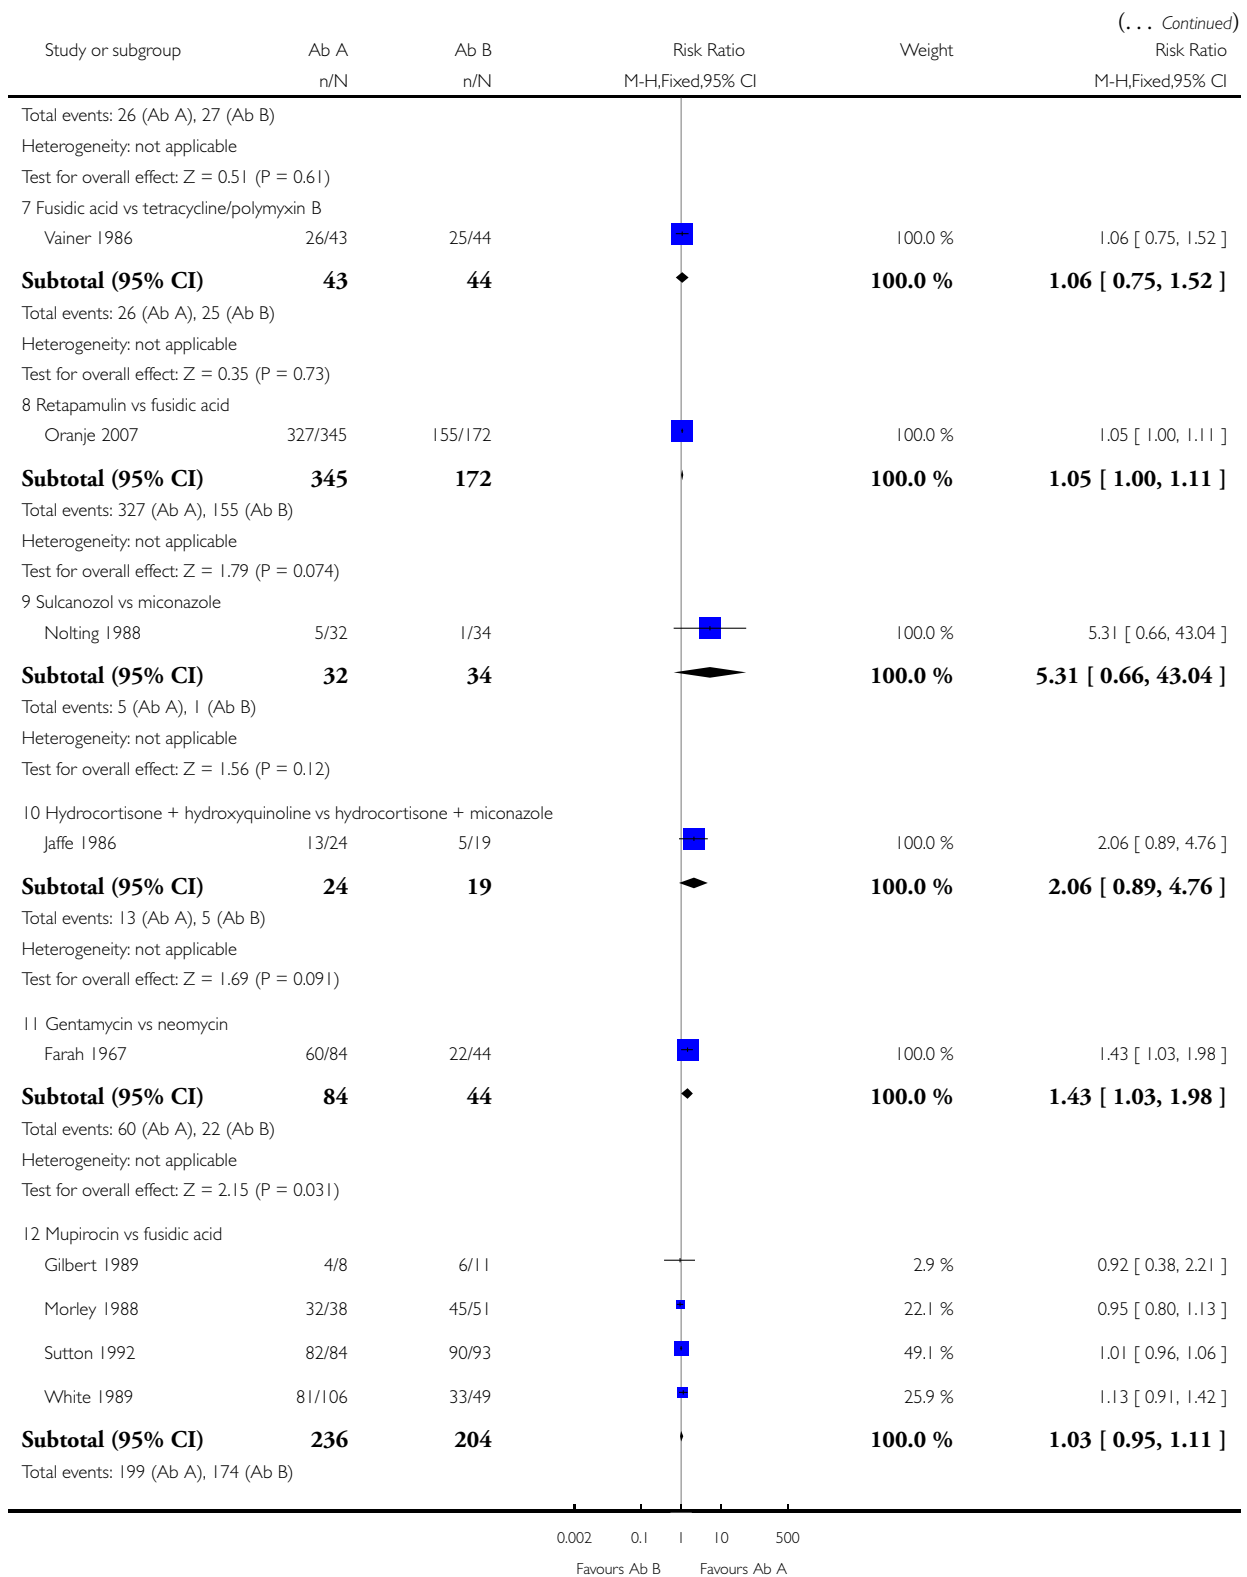 (... Continued)
Study or subgroup Ab A Ab B Risk Ratio Weight Risk Ratio
n/N n/N M-H,Fixed,95% CI M-H,Fixed,95% CI
Total events: 26 (Ab A), 27 (Ab B)
Heterogeneity: not applicable
Test for overall effect: Z = 0.51 (P = 0.61)
7 Fusidic acid vs tetracycline/polymyxin B
Vainer 1986 26/43 25/44 100.0 % 1.06 [ 0.75, 1.52 ]
Subtotal (95% CI) 43 44 100.0 % 1.06 [ 0.75, 1.52 ]
Total events: 26 (Ab A), 25 (Ab B)
Heterogeneity: not applicable
Test for overall effect: Z = 0.35 (P = 0.73)
8 Retapamulin vs fusidic acid
Oranje 2007 327/345 155/172 100.0 % 1.05 [ 1.00, 1.11 ]
Subtotal (95% CI) 345 172 100.0 % 1.05 [ 1.00, 1.11 ]
Total events: 327 (Ab A), 155 (Ab B)
Heterogeneity: not applicable
Test for overall effect: Z = 1.79 (P = 0.074)
9 Sulcanozol vs miconazole
Nolting 1988 5/32 1/34 100.0 % 5.31 [ 0.66, 43.04 ]
Subtotal (95% CI) 32 34 100.0 % 5.31 [ 0.66, 43.04 ]
Total events: 5 (Ab A), 1 (Ab B)
Heterogeneity: not applicable
Test for overall effect: Z = 1.56 (P = 0.12)
10 Hydrocortisone + hydroxyquinoline vs hydrocortisone + miconazole
Jaffe 1986 13/24 5/19 100.0 % 2.06 [ 0.89, 4.76 ]
Subtotal (95% CI) 24 19 100.0 % 2.06 [ 0.89, 4.76 ]
Total events: 13 (Ab A), 5 (Ab B)
Heterogeneity: not applicable
Test for overall effect: Z = 1.69 (P = 0.091)
11 Gentamycin vs neomycin
Farah 1967 60/84 22/44 100.0 % 1.43 [ 1.03, 1.98 ]
Subtotal (95% CI) 84 44 100.0 % 1.43 [ 1.03, 1.98 ]
Total events: 60 (Ab A), 22 (Ab B)
Heterogeneity: not applicable
Test for overall effect: Z = 2.15 (P = 0.031)
12 Mupirocin vs fusidic acid
Gilbert 1989 4/8 6/11 2.9 % 0.92 [ 0.38, 2.21 ]
Morley 1988 32/38 45/51 22.1 % 0.95 [ 0.80, 1.13 ]
Sutton 1992 82/84 90/93 49.1 % 1.01 [ 0.96, 1.06 ]
White 1989 81/106 33/49 25.9 % 1.13 [ 0.91, 1.42 ]
Subtotal (95% CI) 236 204 100.0 % 1.03 [ 0.95, 1.11 ]
Total events: 199 (Ab A), 174 (Ab B)
0.002 0.1 1 10 500
Favours Ab B Favours Ab A